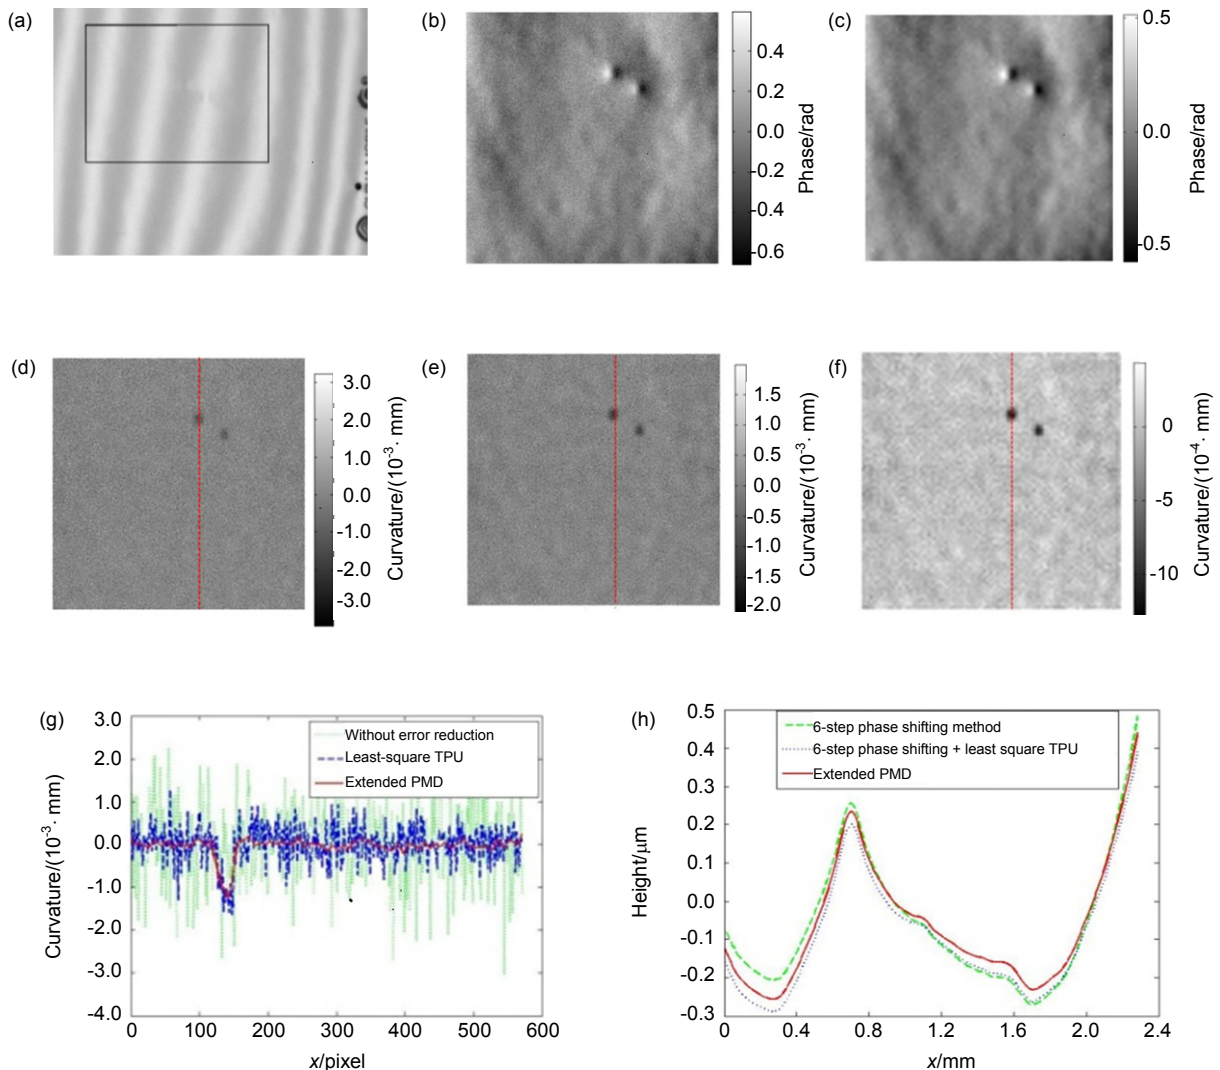 (a)
(b)
0.4
0.2
0.0
-0.2
-0.4
-0.6
Phase/rad
(c)
0.5
0.0
-0.5
Phase/rad
(d)
3.0
2.0
1.0
0.0
-1.0
-2.0
-3.0
Curvature/(10⁻³· mm)
(e)
1.5
1.0
0.5
0.0
-0.5
-1.0
-1.5
-2.0
Curvature/(10⁻³· mm)
(f)
0
-5
-10
Curvature/(10⁻⁴· mm)
(g)
3.0
2.0
1.0
0.0
-1.0
-2.0
-3.0
-4.0
Curvature/(10⁻³· mm)
Without error reduction
Least-square TPU
Extended PMD
0 100 200 300 400 500 600
x/pixel
(h)
0.5
0.4
0.3
0.2
0.1
0.0
-0.1
-0.2
-0.3
Height/μm
6-step phase shifting method
6-step phase shifting + least square TPU
Extended PMD
0 0.4 0.8 1.2 1.6 2.0 2.4
x/mm